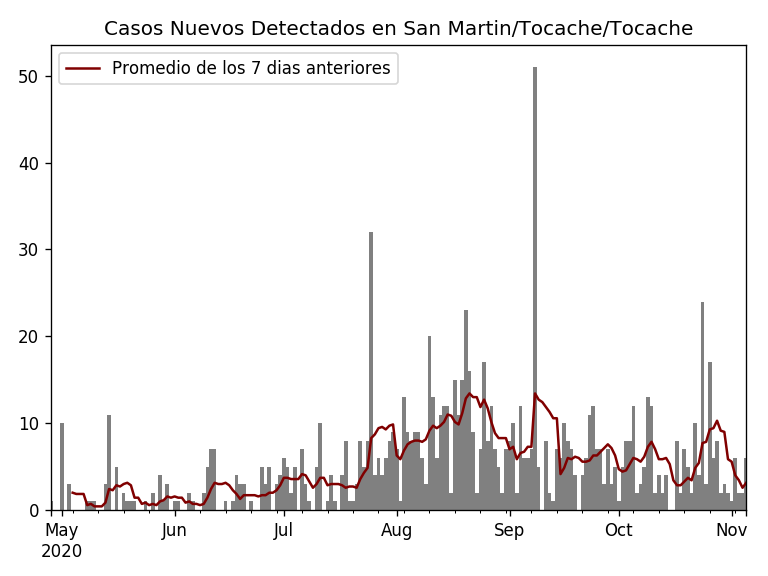 Casos Nuevos Detectados en San Martin/Tocache/Tocache
Promedio de los 7 dias anteriores
50
40
30
20
10
0
May Jun Jul Aug Sep Oct Nov
2020